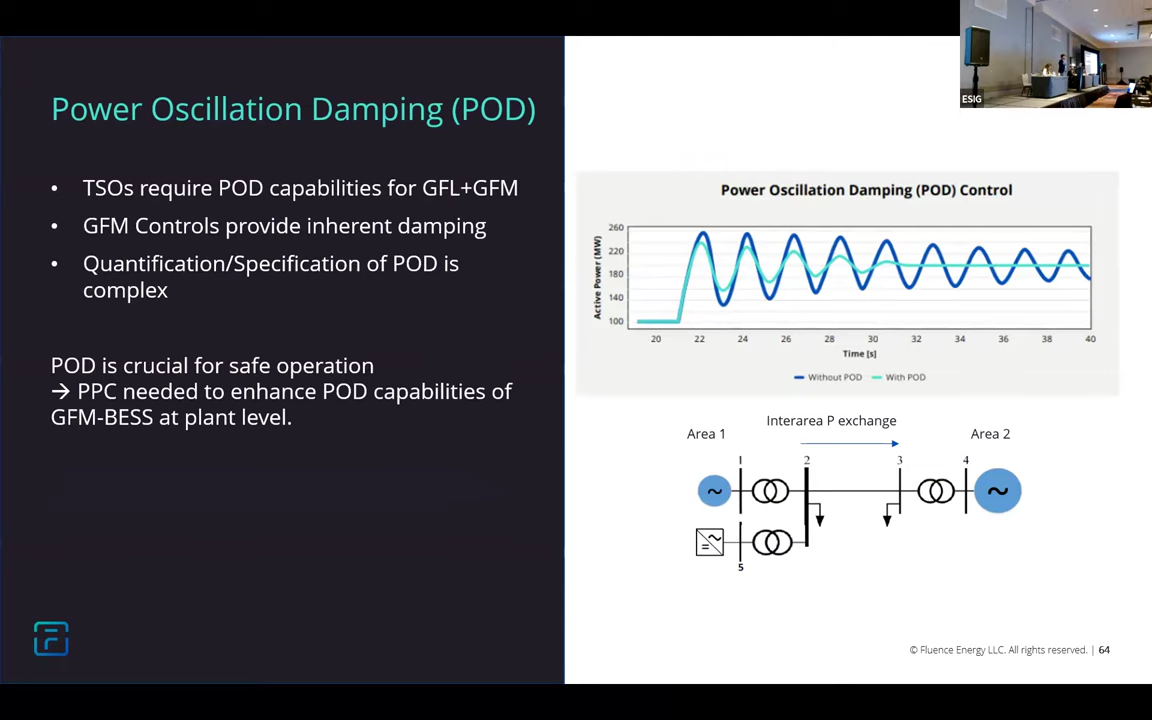 ESIG
Power Oscillation Damping (POD)
• TSOs require POD capabilities for GFL+GFM
• GFM Controls provide inherent damping
• Quantification/Specification of POD is
complex
POD is crucial for safe operation
→ PPC needed to enhance POD capabilities of
GFM-BESS at plant level.
Power Oscillation Damping (POD) Control
Active Power (MW)
260
220
180
140
100
20 22 24 26 28 30 32 34 36 38 40
Time [s]
Without POD With POD
Interarea P exchange
Area 1 Area 2
1 2 3 4
~ ~
~
=
5
© Fluence Energy LLC. All rights reserved. | 64